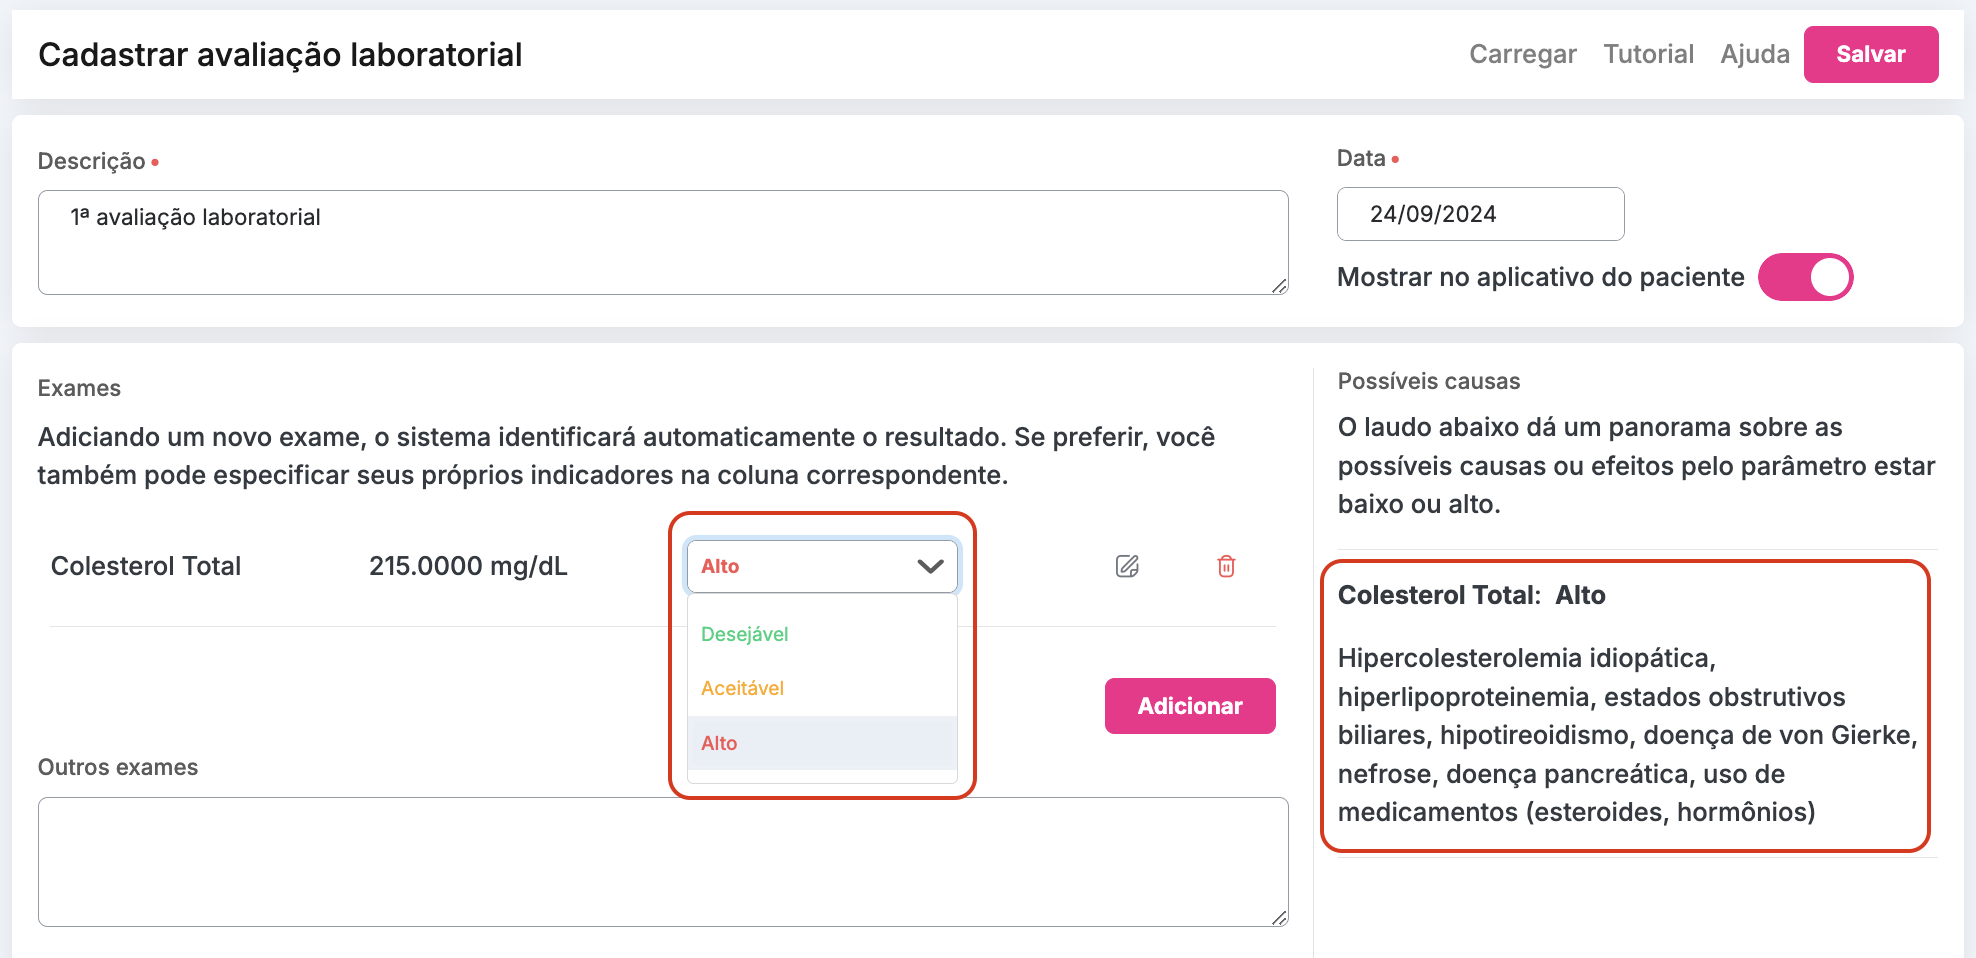 Cadastrar avaliação laboratorial
Carregar Tutorial Ajuda Salvar
Descrição
1ª avaliação laboratorial
Data
24/09/2024
Mostrar no aplicativo do paciente
Exames
Adiciando um novo exame, o sistema identificará automaticamente o resultado. Se preferir, você
também pode especificar seus próprios indicadores na coluna correspondente.
Colesterol Total 215.0000 mg/dL Alto
Desejável
Aceitável
Alto
Adicionar
Outros exames
Possíveis causas
O laudo abaixo dá um panorama sobre as
possíveis causas ou efeitos pelo parâmetro estar
baixo ou alto.
Colesterol Total: Alto
Hipercolesterolemia idiopática,
hiperlipoproteinemia, estados obstrutivos
biliares, hipotireoidismo, doença de von Gierke,
nefrose, doença pancreática, uso de
medicamentos (esteroides, hormônios)